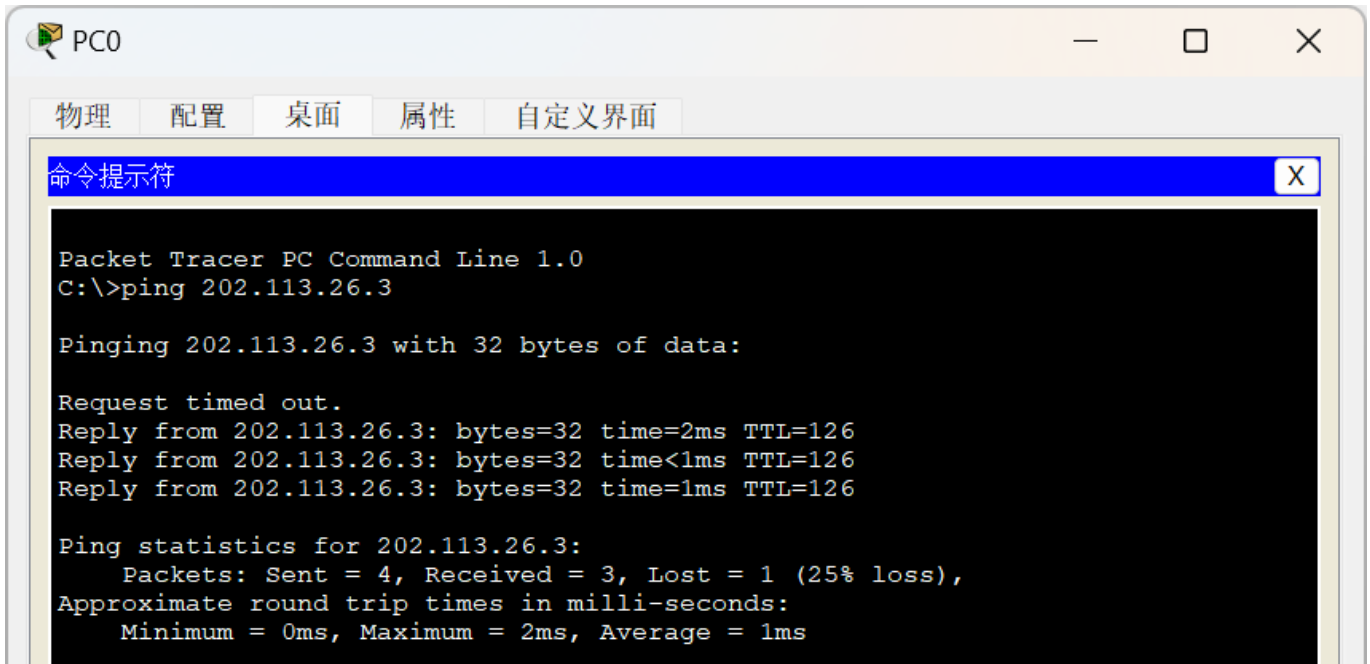 PC0
物理 配置 桌面 属性 自定义界面
命令提示符 X
Packet Tracer PC Command Line 1.0
C:\>ping 202.113.26.3
Pinging 202.113.26.3 with 32 bytes of data:
Request timed out.
Reply from 202.113.26.3: bytes=32 time=2ms TTL=126
Reply from 202.113.26.3: bytes=32 time<1ms TTL=126
Reply from 202.113.26.3: bytes=32 time=1ms TTL=126
Ping statistics for 202.113.26.3:
Packets: Sent = 4, Received = 3, Lost = 1 (25% loss),
Approximate round trip times in milli-seconds:
Minimum = 0ms, Maximum = 2ms, Average = 1ms